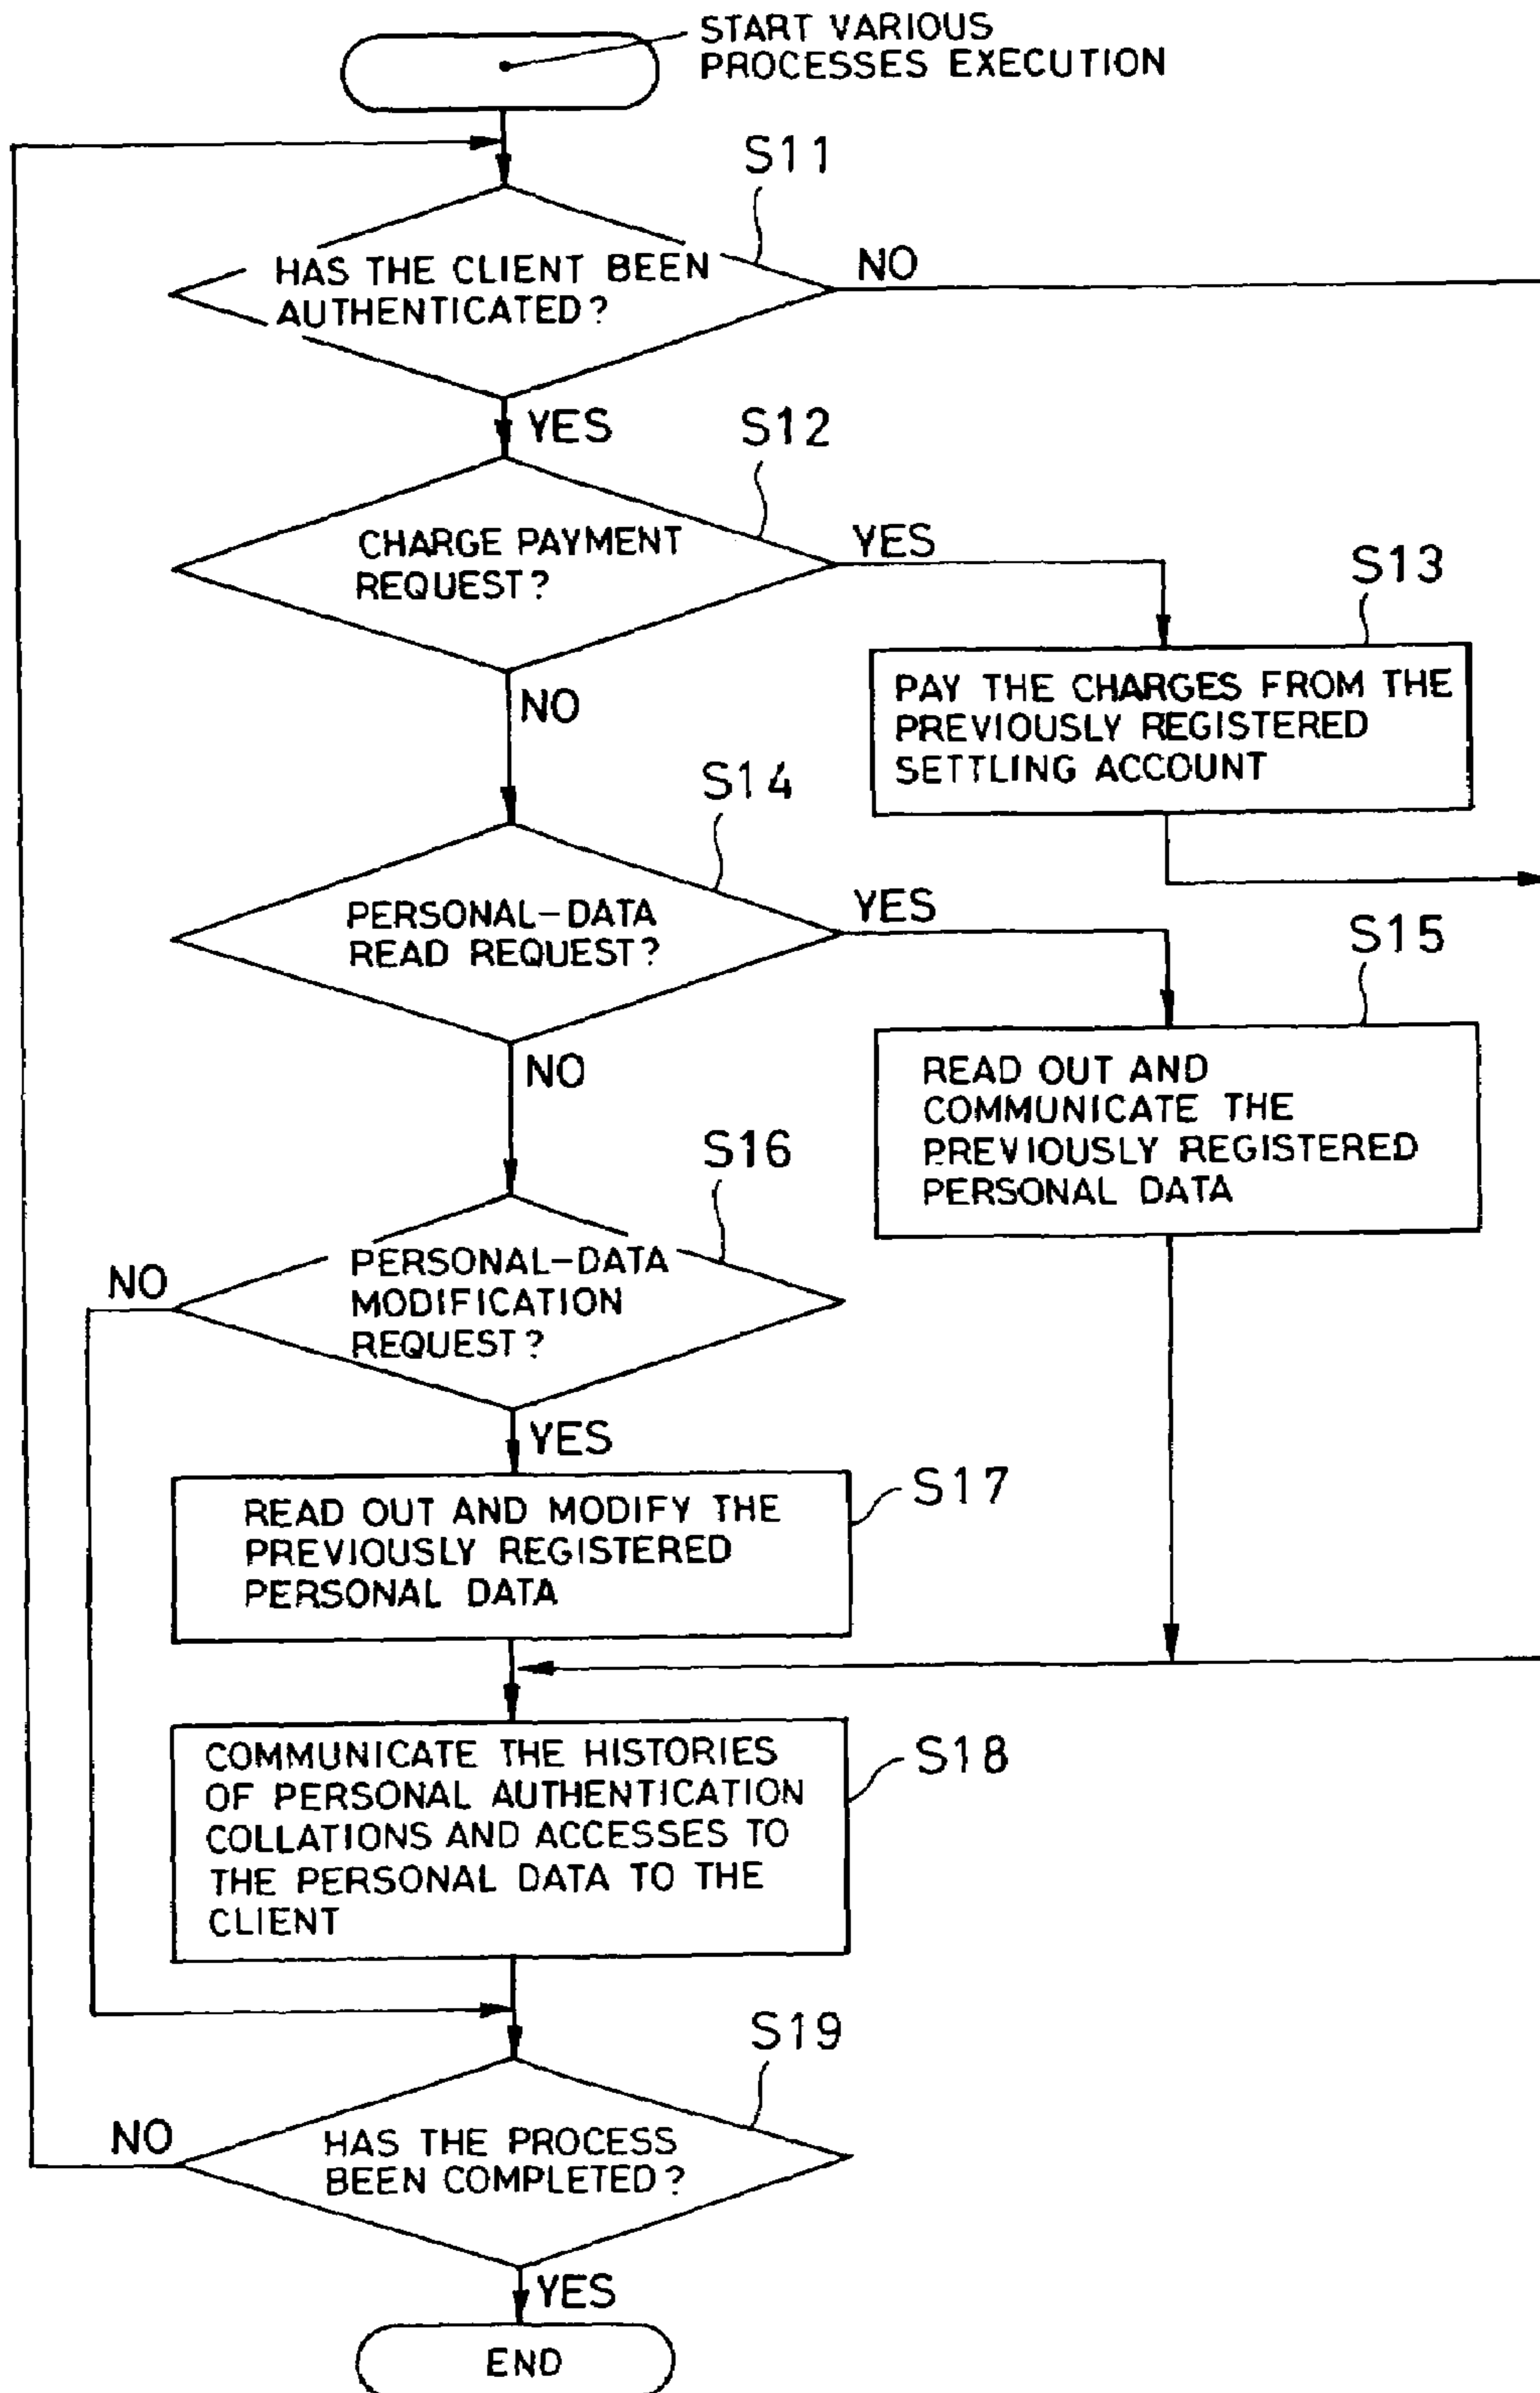 START VARIOUS
PROCESSES EXECUTION
S11
HAS THE CLIENT BEEN
AUTHENTICATED?
NO
YES
S12
CHARGE PAYMENT
REQUEST?
YES
S13
PAY THE CHARGES FROM THE
PREVIOUSLY REGISTERED
SETTLING ACCOUNT
NO
S14
PERSONAL-DATA
READ REQUEST?
YES
S15
READ OUT AND
COMMUNICATE THE
PREVIOUSLY REGISTERED
PERSONAL DATA
NO
S16
PERSONAL-DATA
MODIFICATION
REQUEST?
NO
YES
S17
READ OUT AND MODIFY THE
PREVIOUSLY REGISTERED
PERSONAL DATA
S18
COMMUNICATE THE HISTORIES
OF PERSONAL AUTHENTICATION
COLLATIONS AND ACCESSES TO
THE PERSONAL DATA TO THE
CLIENT
S19
HAS THE PROCESS
BEEN COMPLETED?
NO
YES
END